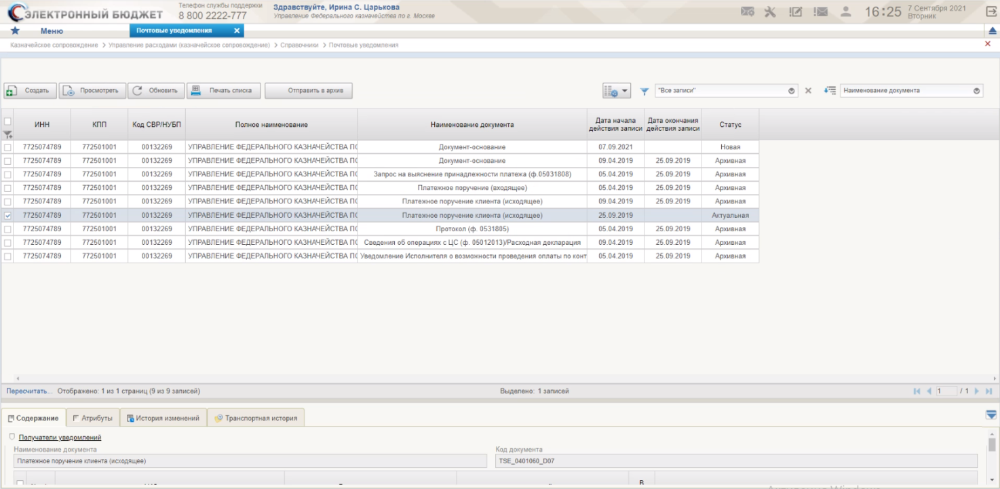 ЭЛЕКТРОННЫЙ БЮДЖЕТ
Телефон службы поддержки
8 800 2222-777
Здравствуйте, Ирина С. Царькова
Управление Федерального казначейства по г. Москве
16:25 7 Сентября 2021
Вторник
Меню Почтовые уведомления X
Казначейское сопровождение > Управление расходами (казначейское сопровождение) > Справочники > Почтовые уведомления
Создать Просмотреть Обновить Печать списка Отправить в архив "Все записи" Наименование документа
ИНН КПП Код СВР/НУБП Полное наименование Наименование документа Дата начала действия записи Дата окончания действия записи Статус
7725074789 772501001 00132269 УПРАВЛЕНИЕ ФЕДЕРАЛЬНОГО КАЗНАЧЕЙСТВА ПО Документ-основание 07.09.2021 Новая
7725074789 772501001 00132269 УПРАВЛЕНИЕ ФЕДЕРАЛЬНОГО КАЗНАЧЕЙСТВА ПО Документ-основание 09.04.2019 25.09.2019 Архивная
7725074789 772501001 00132269 УПРАВЛЕНИЕ ФЕДЕРАЛЬНОГО КАЗНАЧЕЙСТВА ПО Запрос на выяснение принадлежности платежа (ф.05031808) 05.04.2019 25.09.2019 Архивная
7725074789 772501001 00132269 УПРАВЛЕНИЕ ФЕДЕРАЛЬНОГО КАЗНАЧЕЙСТВА ПО Платежное поручение (входящее) 05.04.2019 25.09.2019 Архивная
7725074789 772501001 00132269 УПРАВЛЕНИЕ ФЕДЕРАЛЬНОГО КАЗНАЧЕЙСТВА ПО Платежное поручение клиента (исходящее) 09.04.2019 25.09.2019 Архивная
7725074789 772501001 00132269 УПРАВЛЕНИЕ ФЕДЕРАЛЬНОГО КАЗНАЧЕЙСТВА ПО Платежное поручение клиента (исходящее) 25.09.2019 Актуальная
7725074789 772501001 00132269 УПРАВЛЕНИЕ ФЕДЕРАЛЬНОГО КАЗНАЧЕЙСТВА ПО Протокол (ф. 0531805) 05.04.2019 25.09.2019 Архивная
7725074789 772501001 00132269 УПРАВЛЕНИЕ ФЕДЕРАЛЬНОГО КАЗНАЧЕЙСТВА ПО Сведения об операциях с ЦС (ф. 05012013)/Расходная декларация 09.04.2019 25.09.2019 Архивная
7725074789 772501001 00132269 УПРАВЛЕНИЕ ФЕДЕРАЛЬНОГО КАЗНАЧЕЙСТВА ПО Уведомление Исполнителя о возможности проведения оплаты по конт 05.04.2019 25.09.2019 Архивная
Пересчитать... Отображено: 1 из 1 страниц (9 из 9 записей) Выделено: 1 записей 1 / 1
Содержание Атрибуты История изменений Транспортная история
Получатели уведомлений
Наименование документа Код документа
Платежное поручение клиента (исходящее) TSE_0401060_D07
В